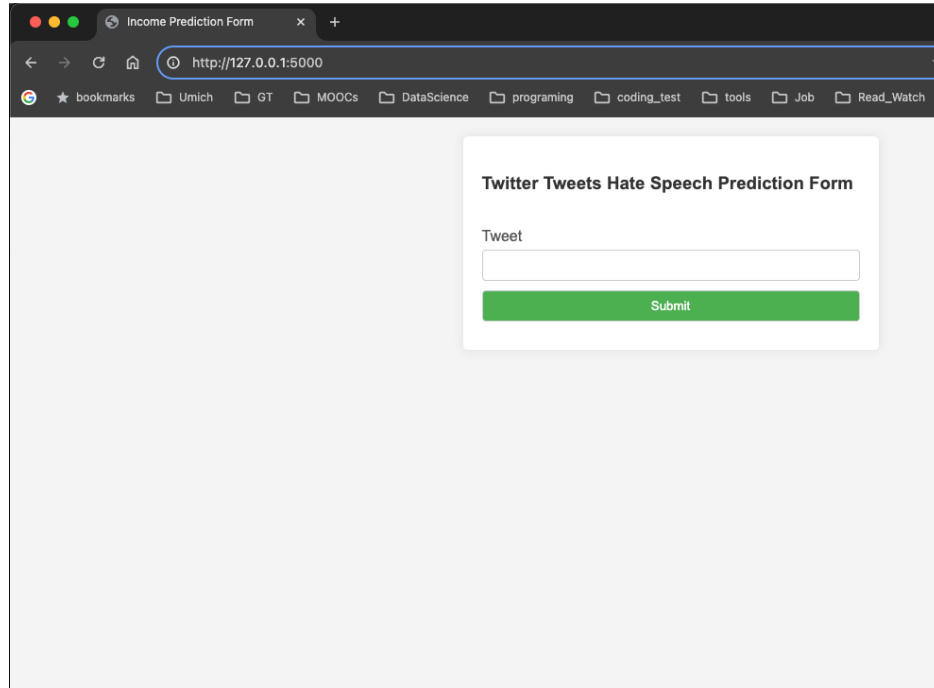 Income Prediction Form
http://127.0.0.1:5000
bookmarks Umich GT MOOCs DataScience programing coding_test tools Job Read_Watch
Twitter Tweets Hate Speech Prediction Form
Tweet
Submit